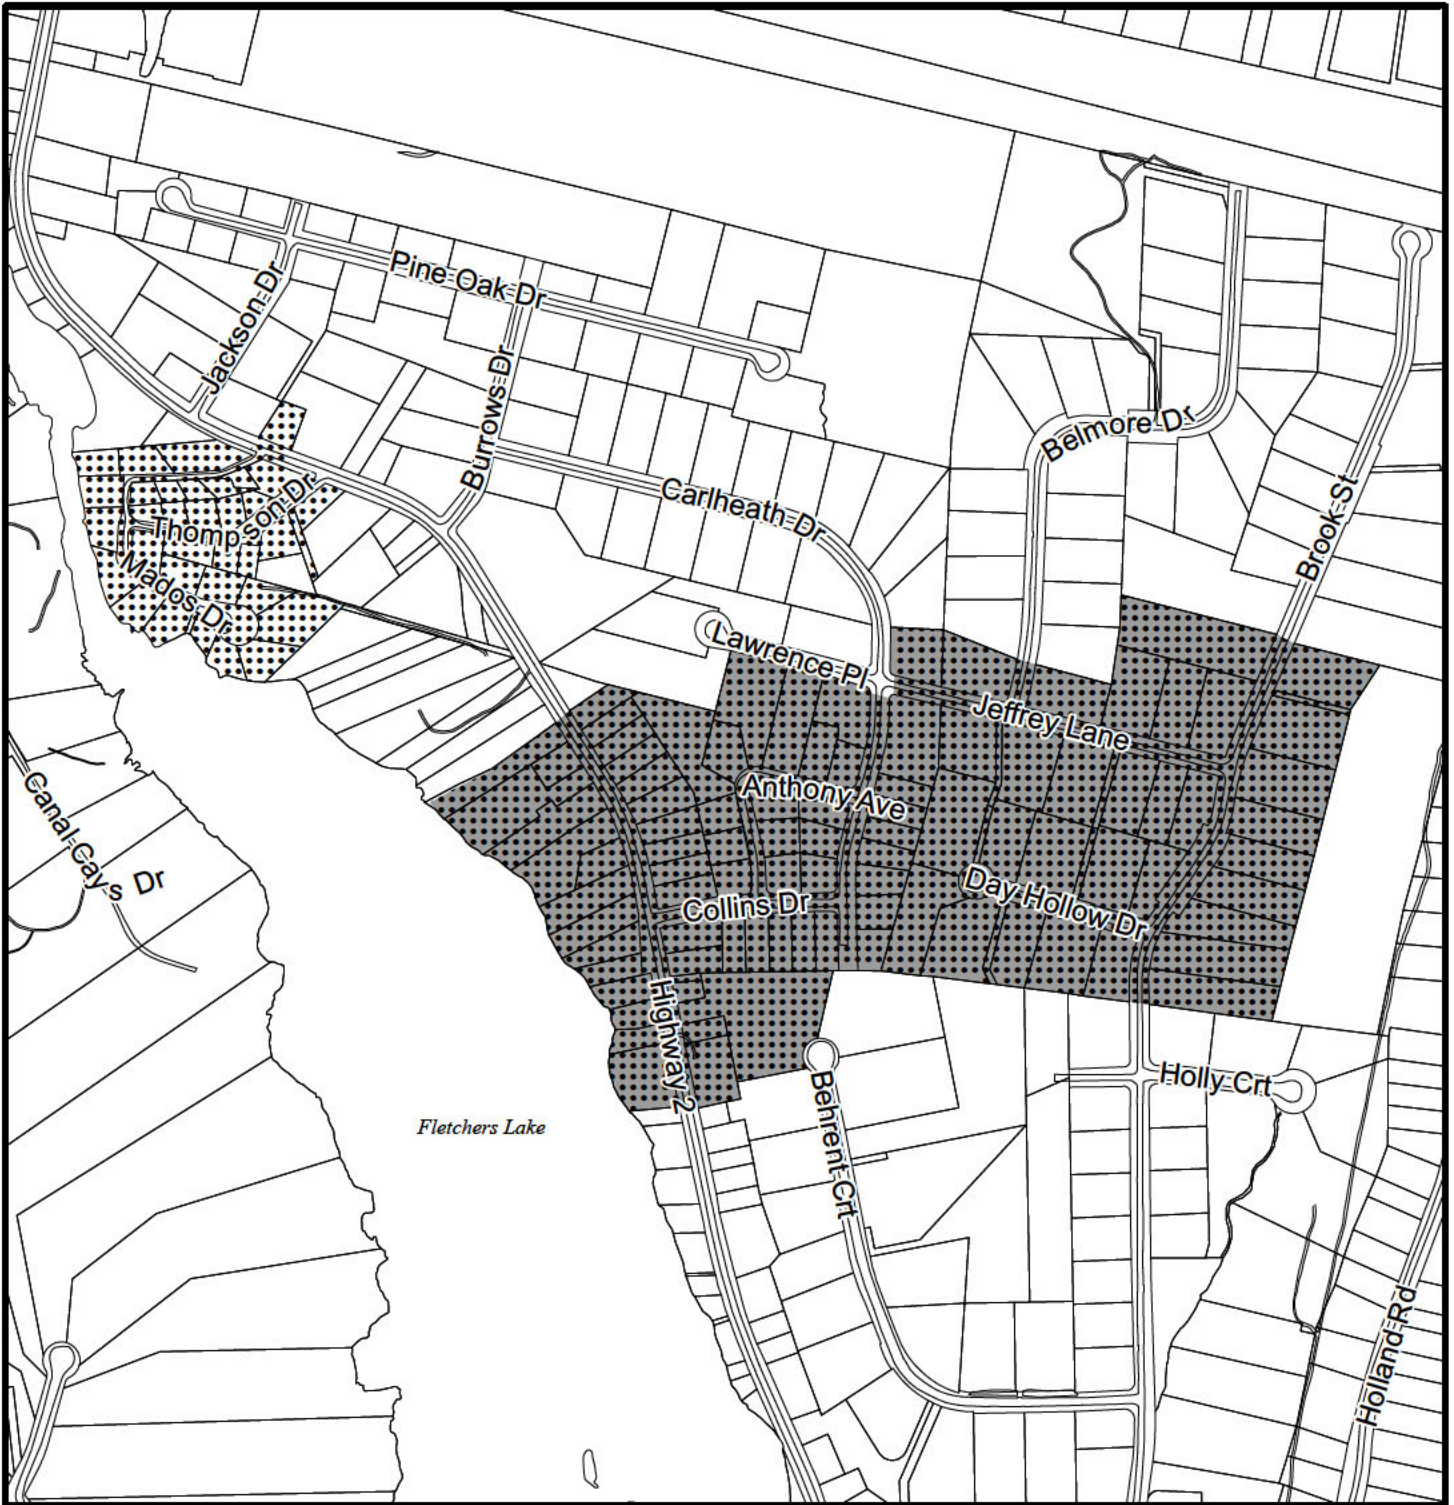 Pine Oak Dr
Jackson Dr
Burrows Dr
Belmore Dr
Carlheath Dr
Brook St
Thompson Dr
Mados Dr
Lawrence Pl
Jeffrey Lane
Anthony Ave
Canal Cays Dr
Day Hollow Dr
Collins Dr
Highway 2
Holly Crt
Behrent Crt
Fletchers Lake
Holland Rd